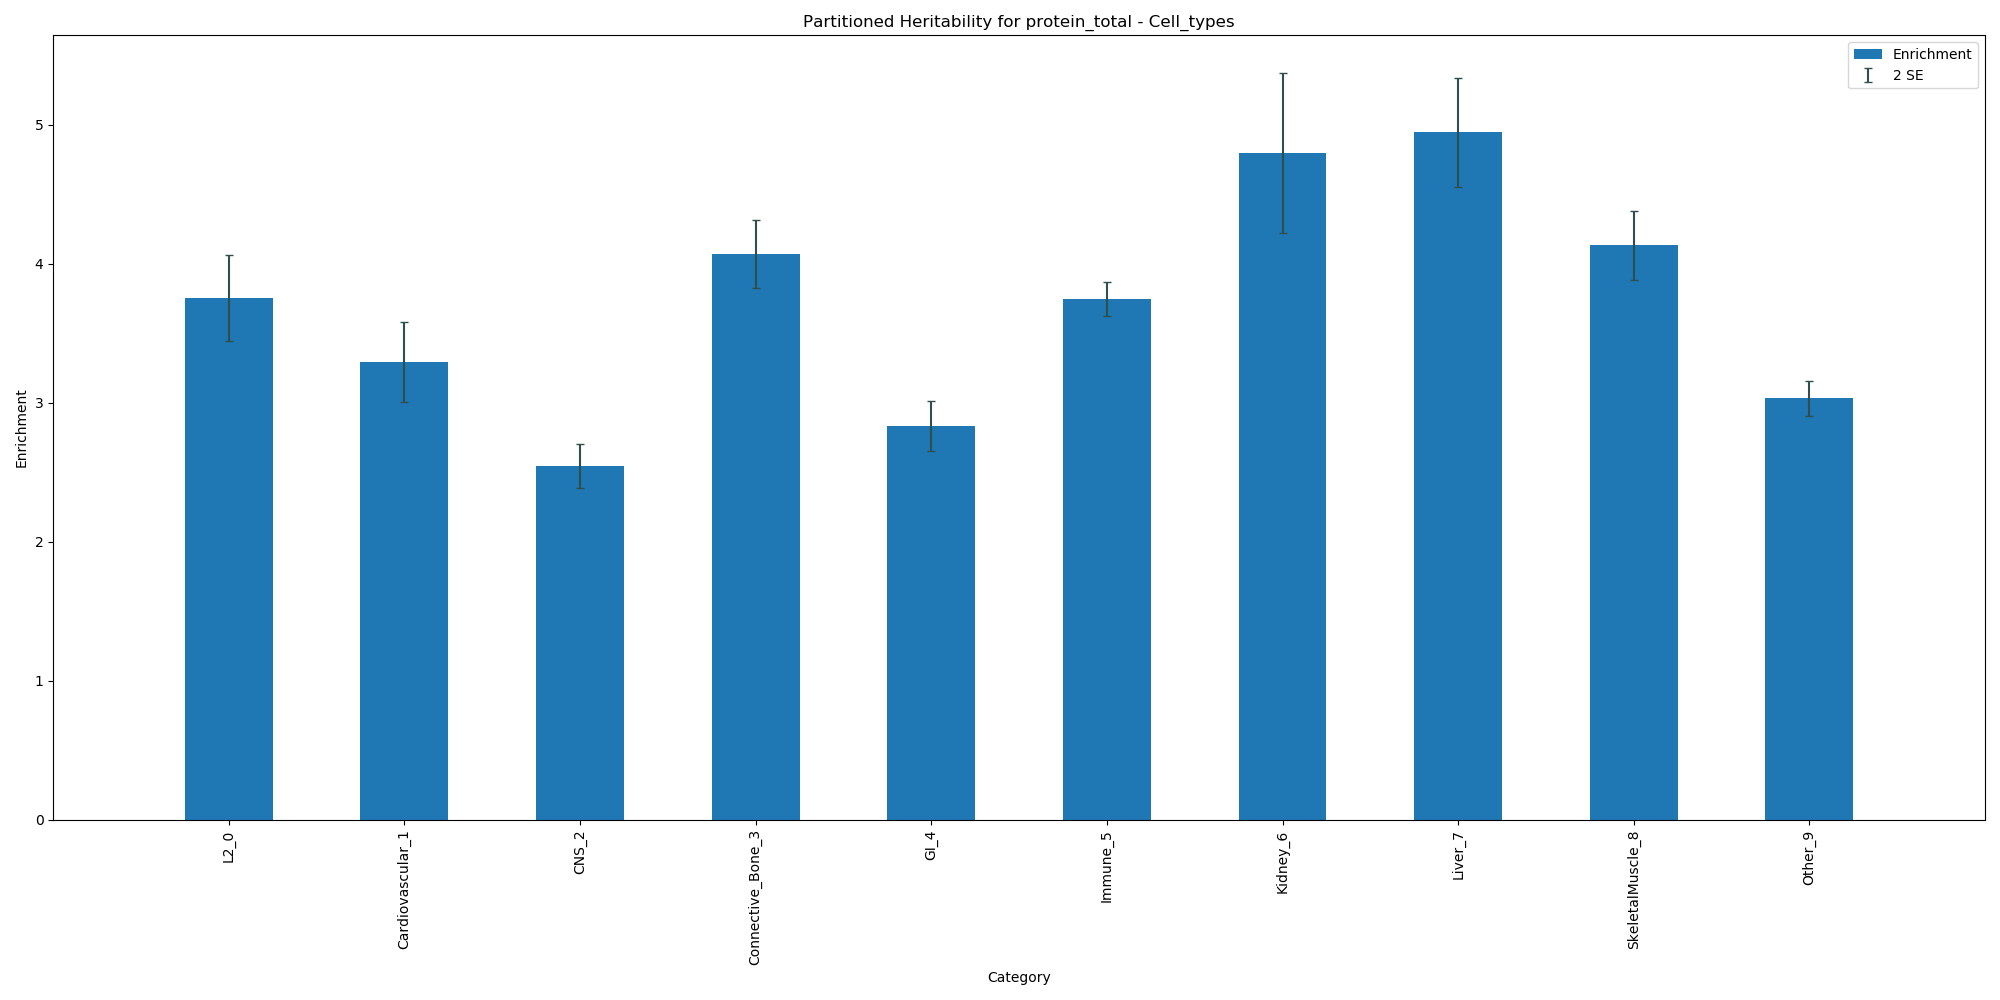 Partitioned Heritability for protein_total - Cell_types
Enrichment
2 SE
Enrichment
5
4
3
2
1
0
L2_0
Cardiovascular_1
CNS_2
Connective_Bone_3
GI_4
Immune_5
Kidney_6
Liver_7
SkeletalMuscle_8
Other_9
Category